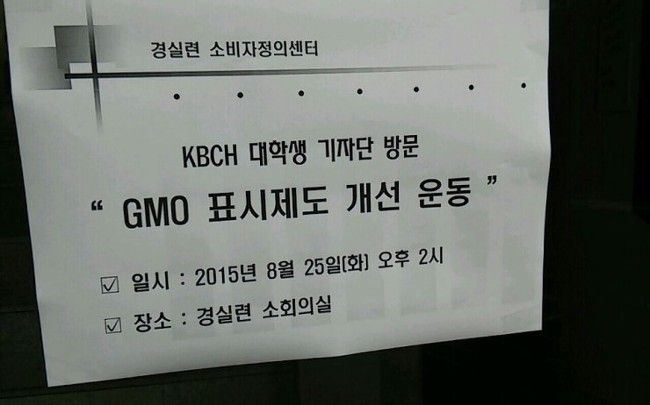 경실련 소비자정의센터
KBCH 대학생 기자단 방문
“ GMO 표시제도 개선 운동 ”
☑ 일시 : 2015년 8월 25일(화) 오후 2시
☑ 장소 : 경실련 소회의실